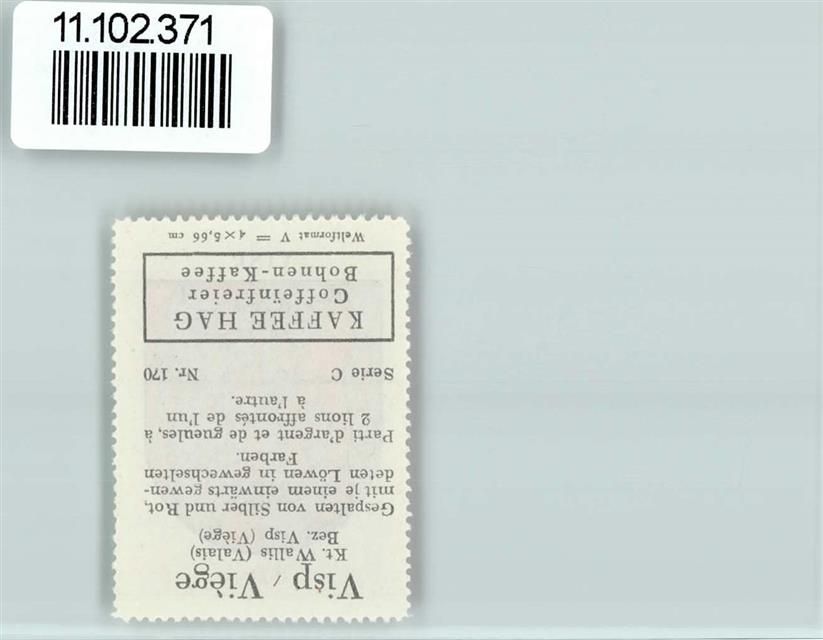 11.102.371
Visp / Viège
Kt. Wallis (Valais)
Bez. Visp (Viège)
Gespalten von Silber und Rot,
mit je einem einwärts gewen-
deten Löwen in gewechselten
Farben.
Parti d'argent et de gueules, à
2 lions affrontés de l'un
à l'autre.
Serie C Nr. 170
KAFFEE HAG
Coffeïnfreier
Bohnen-Kaffee
Weltformat V = 4×5,66 cm